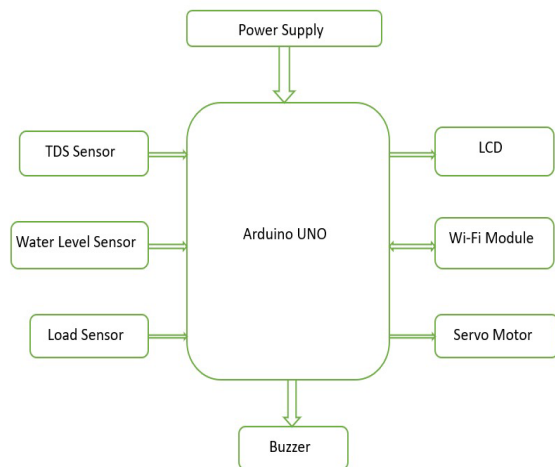 Power Supply
TDS Sensor
LCD
Water Level Sensor
Arduino UNO
Wi-Fi Module
Load Sensor
Servo Motor
Buzzer